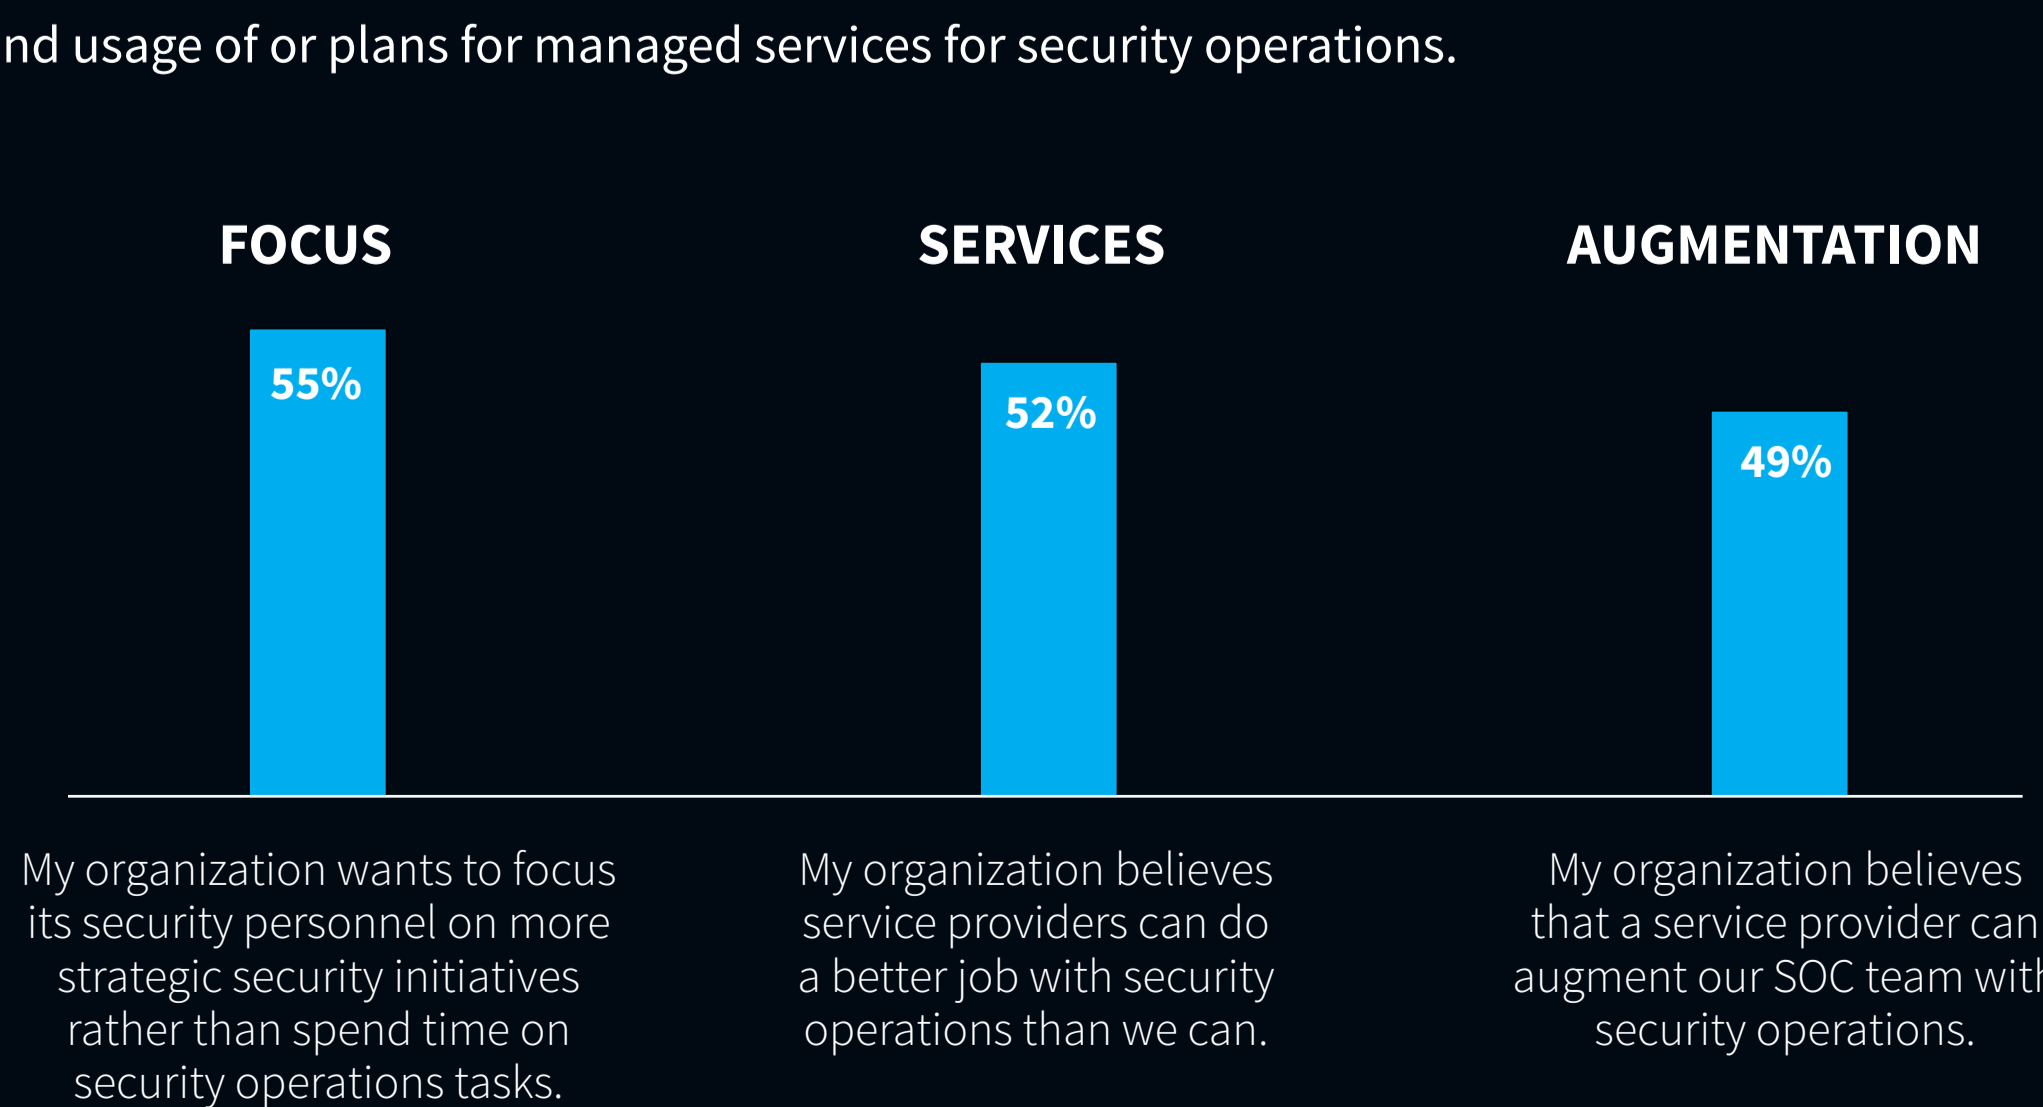 nd usage of or plans for managed services for security operations.
FOCUS
55%
My organization wants to focus
its security personnel on more
strategic security initiatives
rather than spend time on
security operations tasks.
SERVICES
52%
My organization believes
service providers can do
a better job with security
operations than we can.
AUGMENTATION
49%
My organization believes
that a service provider can
augment our SOC team with
security operations.